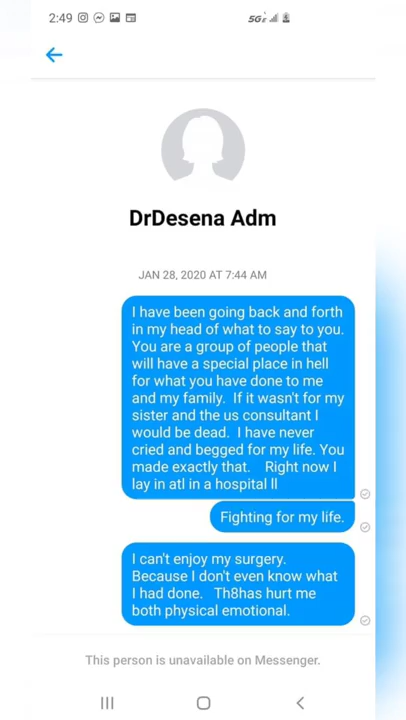 2:49
5GE
DrDesena Adm
JAN 28, 2020 AT 7:44 AM
I have been going back and forth
in my head of what to say to you.
You are a group of people that
will have a special place in hell
for what you have done to me
and my family. If it wasn't for my
sister and the us consultant I
would be dead. I have never
cried and begged for my life. You
made exactly that. Right now I
lay in atl in a hospital ll
Fighting for my life.
I can't enjoy my surgery.
Because I don't even know what
I had done. Th8has hurt me
both physical emotional.
This person is unavailable on Messenger.